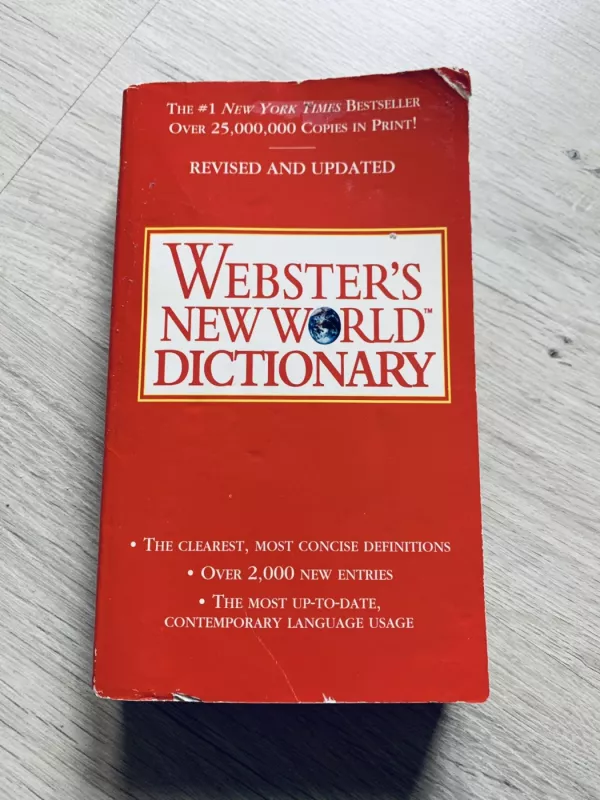 The #1 New York Times Bestseller
Over 25,000,000 Copies in Print!
REVISED AND UPDATED
WEBSTER'S
NEW WORLD™
DICTIONARY
• The clearest, most concise definitions
• Over 2,000 new entries
• The most up-to-date,
contemporary language usage